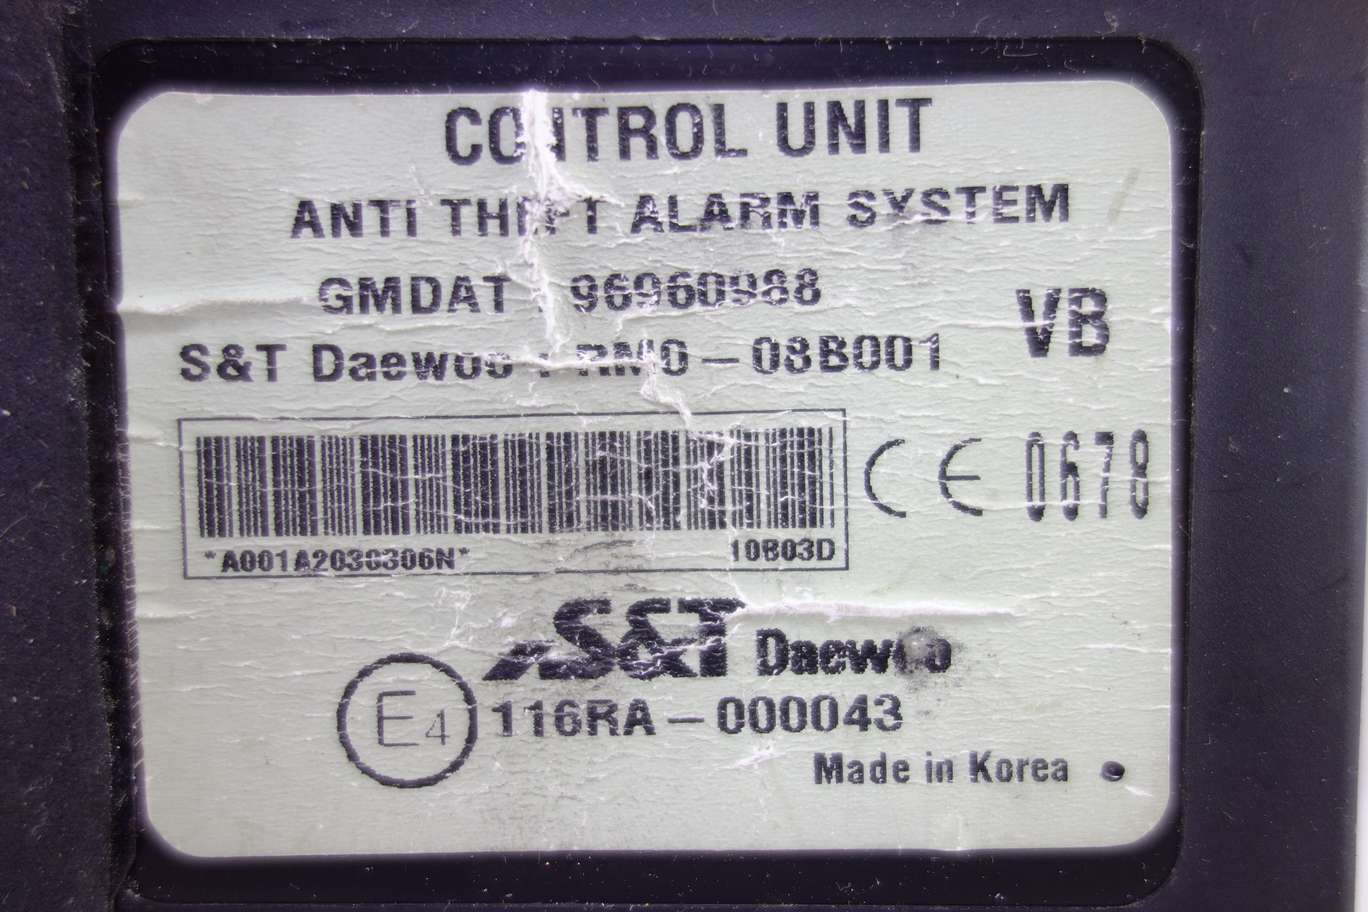 CONTROL UNIT
ANTI THEFT ALARM SYSTEM
GMDAT : 96960988
VB
S&T Daewoo : RM0-08B001
*A001A2030306N* 10B03D
CE 0678
S&T Daewoo
E4 116RA-000043
Made in Korea